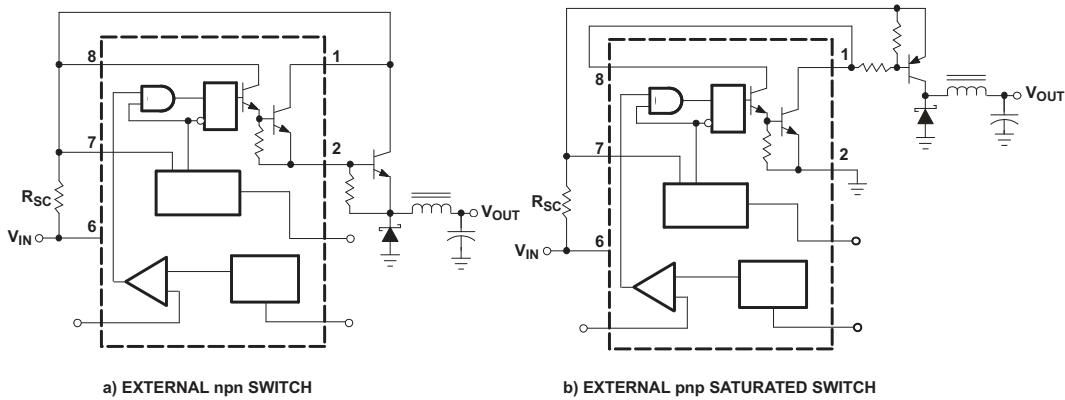 8
1
7
2
RSC
VIN
6
VOUT
a) EXTERNAL npn SWITCH
1
8
VOUT
7
2
RSC
VIN
6
b) EXTERNAL pnp SATURATED SWITCH